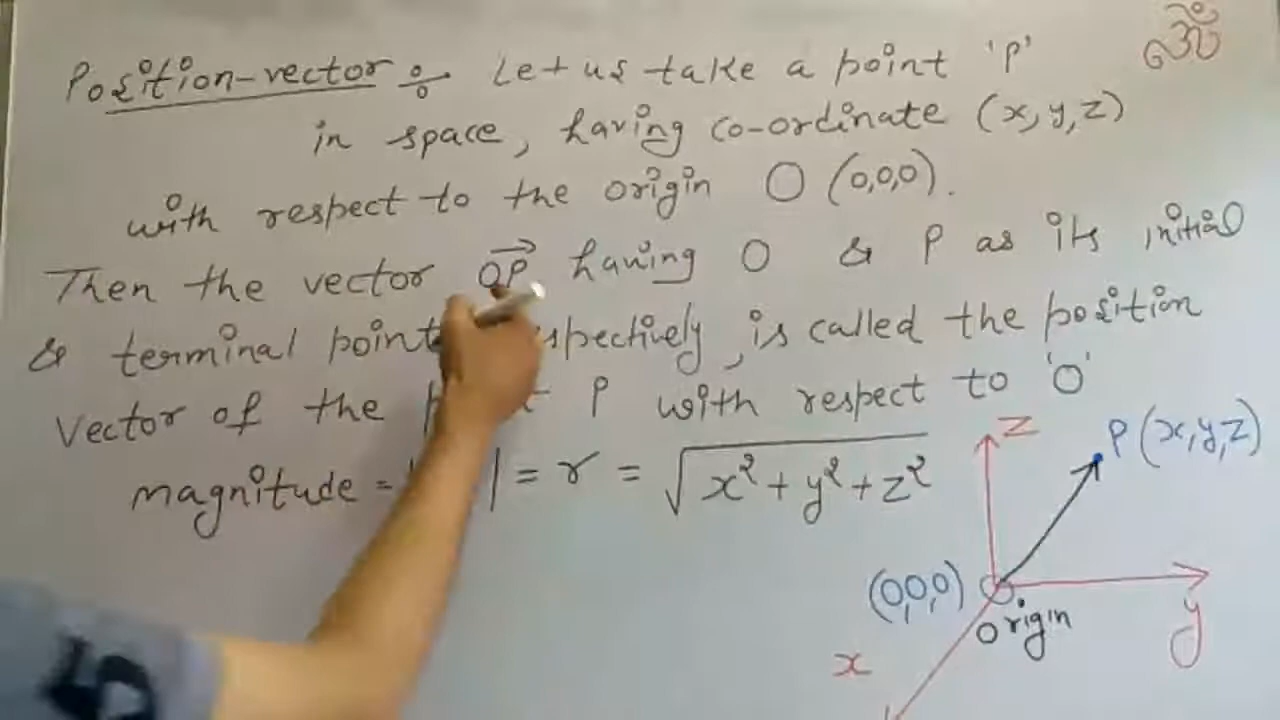 ॐ
Position-vector ÷ Let us take a point 'P'
in space, having co-ordinate (x,y,z)
with respect to the origin O (0,0,0).
Then the vector OP⃗ having O & P as its initial
& terminal point spectively, is called the position
Vector of the P with respect to 'O'
magnitude = | = r = √x²+y²+z²
z
P (x,y,z)
(0,0,0)
Origin
y
x